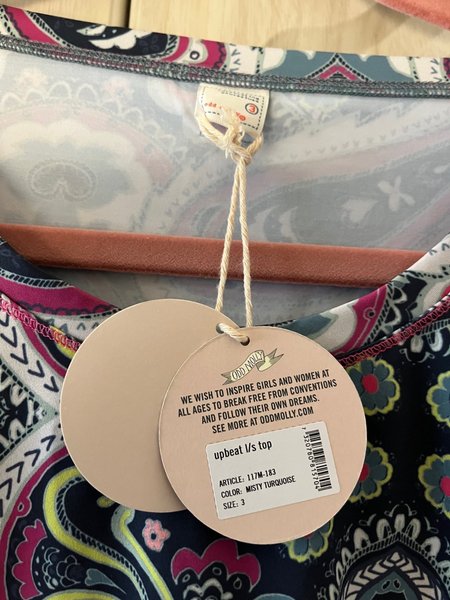 3
ODD MOLLY
WE WISH TO INSPIRE GIRLS AND WOMEN AT
ALL AGES TO BREAK FREE FROM CONVENTIONS
AND FOLLOW THEIR OWN DREAMS.
SEE MORE AT ODDMOLLY.COM
upbeat l/s top
ARTICLE: 117M-183
COLOR: MISTY TURQUOISE
SIZE: 3